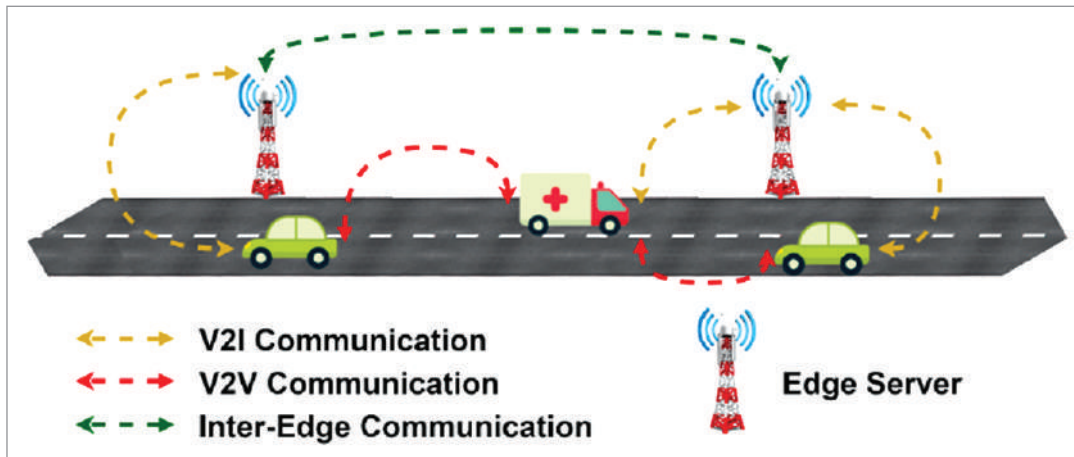 V2I Communication
V2V Communication
Edge Server
Inter-Edge Communication